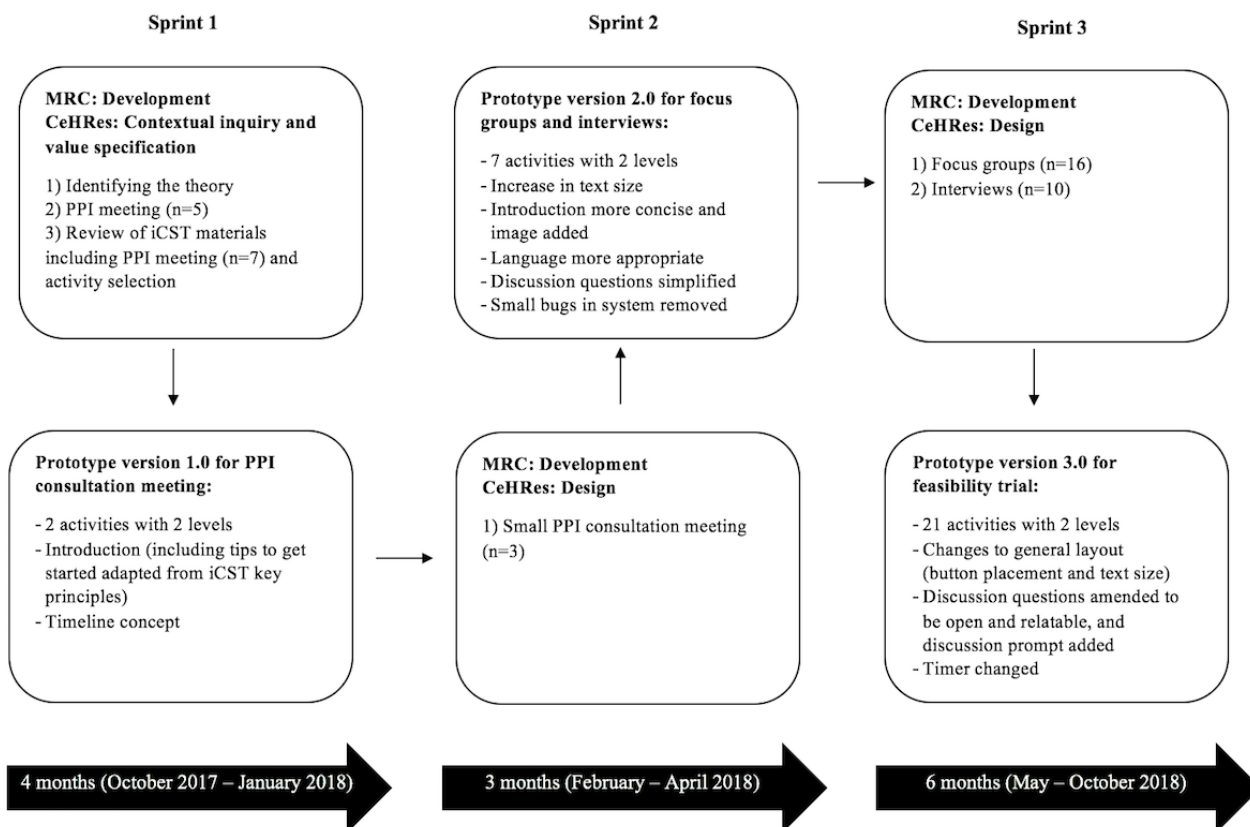 Sprint 1
MRC: Development
CeHRes: Contextual inquiry and
value specification
1) Identifying the theory
2) PPI meeting (n=5)
3) Review of iCST materials
including PPI meeting (n=7) and
activity selection
Prototype version 1.0 for PPI
consultation meeting:
- 2 activities with 2 levels
- Introduction (including tips to get
started adapted from iCST key
principles)
- Timeline concept
4 months (October 2017 – January 2018)
Sprint 2
Prototype version 2.0 for focus
groups and interviews:
- 7 activities with 2 levels
- Increase in text size
- Introduction more concise and
image added
- Language more appropriate
- Discussion questions simplified
- Small bugs in system removed
MRC: Development
CeHRes: Design
1) Small PPI consultation meeting
(n=3)
3 months (February – April 2018)
Sprint 3
MRC: Development
CeHRes: Design
1) Focus groups (n=16)
2) Interviews (n=10)
Prototype version 3.0 for
feasibility trial:
- 21 activities with 2 levels
- Changes to general layout
(button placement and text size)
- Discussion questions amended to
be open and relatable, and
discussion prompt added
- Timer changed
6 months (May – October 2018)